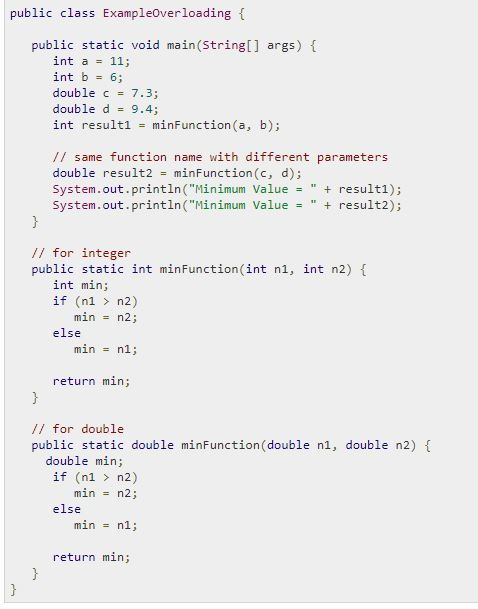 public class ExampleOverloading {

   public static void main(String[] args) {
      int a = 11;
      int b = 6;
      double c = 7.3;
      double d = 9.4;
      int result1 = minFunction(a, b);

      // same function name with different parameters
      double result2 = minFunction(c, d);
      System.out.println("Minimum Value = " + result1);
      System.out.println("Minimum Value = " + result2);
   }

   // for integer
   public static int minFunction(int n1, int n2) {
      int min;
      if (n1 > n2)
         min = n2;
      else
         min = n1;

      return min;
   }

   // for double
   public static double minFunction(double n1, double n2) {
     double min;
      if (n1 > n2)
         min = n2;
      else
         min = n1;

      return min;
   }
}